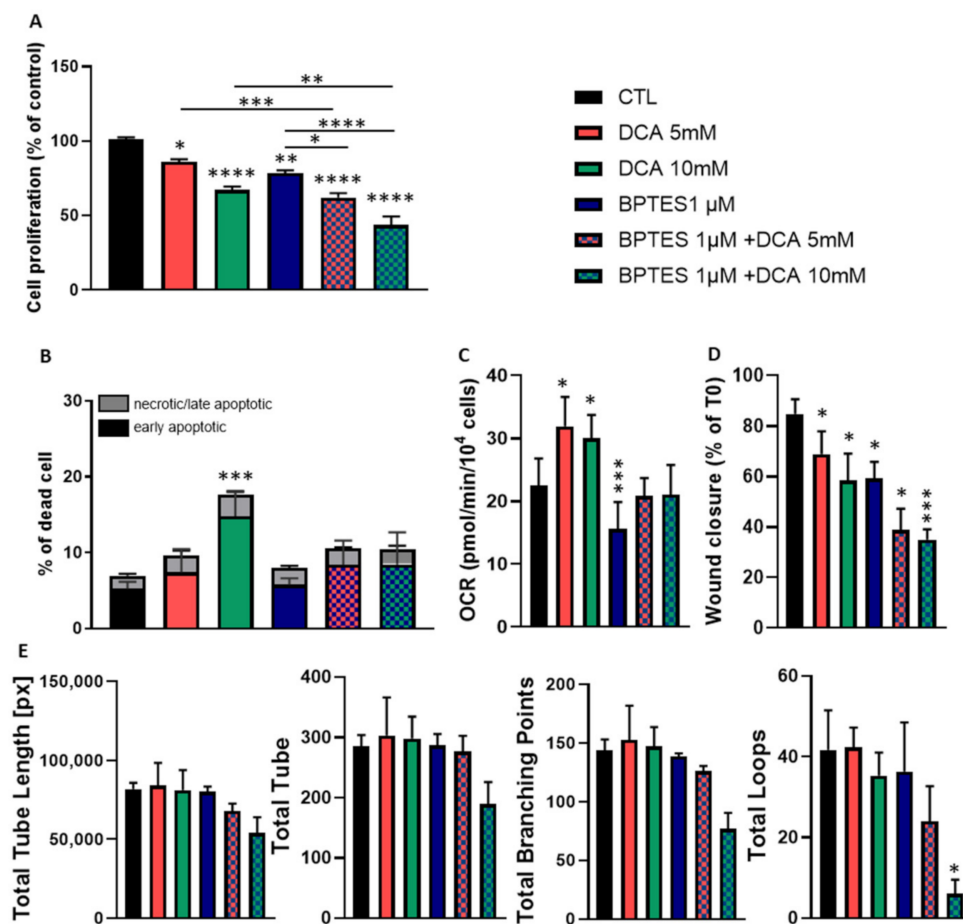 A
Cell proliferation (% of control)
150
100
50
0
*
****
**
****
****
***
**
****
*
CTL
DCA 5mM
DCA 10mM
BPTES1 µM
BPTES 1µM +DCA 5mM
BPTES 1µM +DCA 10mM
B
% of dead cell
30
20
10
0
necrotic/late apoptotic
early apoptotic
***
C
OCR (pmol/min/10⁴ cells)
40
30
20
10
0
*
*
***
D
Wound closure (% of T0)
100
80
60
40
20
0
*
*
*
*
***
E
Total Tube Length [px]
150,000
100,000
50,000
0
Total Tube
400
300
200
100
0
Total Branching Points
200
150
100
50
0
Total Loops
60
40
20
0
*